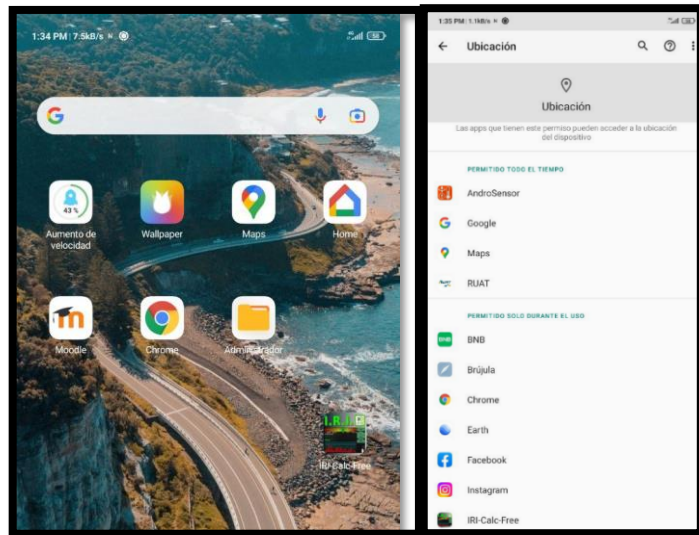 1:34 PM | 7.5kB/s
58
43 %
Aumento de
velocidad
Wallpaper
Maps
Home
Moodle
Chrome
Administrador
I.R.I.
IRI-Calc-Free
1:35 PM | 1.1kB/s
Ubicación
Ubicación
Las apps que tienen este permiso pueden acceder a la ubicación
del dispositivo
PERMITIDO TODO EL TIEMPO
AndroSensor
Google
Maps
RUAT
PERMITIDO SOLO DURANTE EL USO
BNB
BNB
Brújula
Chrome
Earth
Facebook
Instagram
IRI-Calc-Free